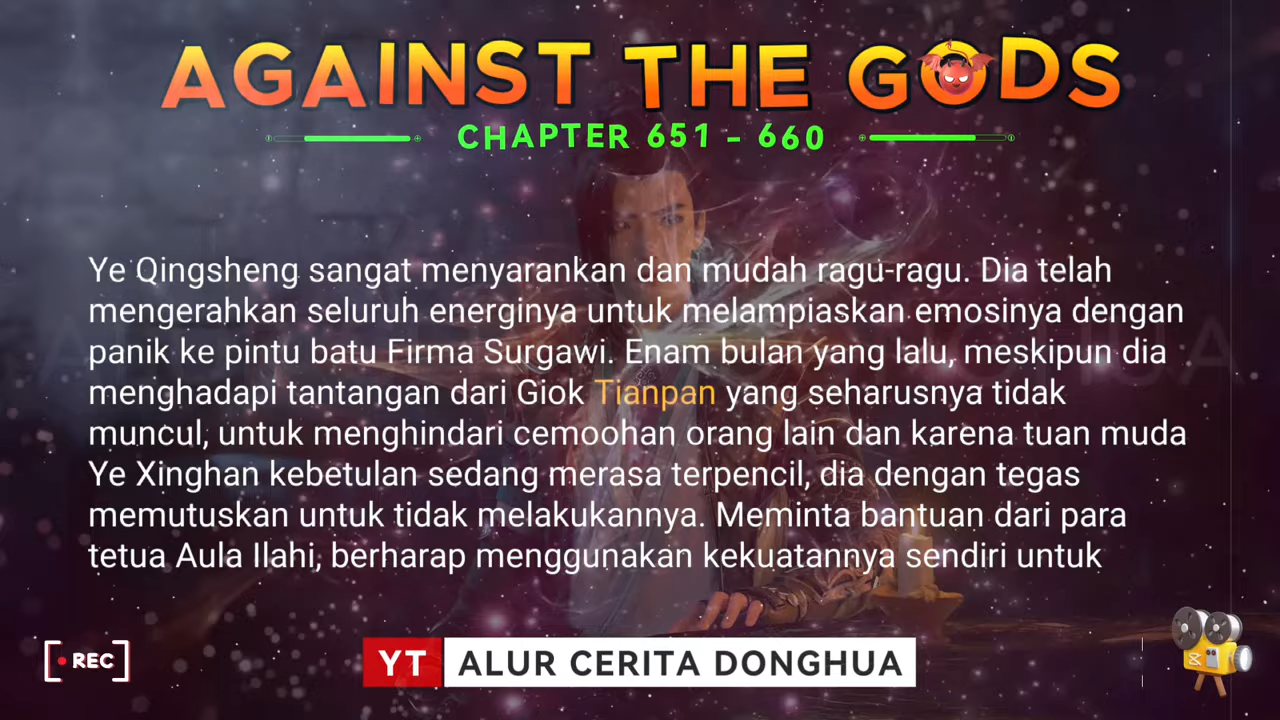 AGAINST THE GODS
CHAPTER 651 - 660
Ye Qingsheng sangat menyarankan dan mudah ragu-ragu. Dia telah
mengerahkan seluruh energinya untuk melampiaskan emosinya dengan
panik ke pintu batu Firma Surgawi. Enam bulan yang lalu, meskipun dia
menghadapi tantangan dari Giok Tianpan yang seharusnya tidak
muncul, untuk menghindari cemoohan orang lain dan karena tuan muda
Ye Xinghan kebetulan sedang merasa terpencil, dia dengan tegas
memutuskan untuk tidak melakukannya. Meminta bantuan dari para
tetua Aula Ilahi, berharap menggunakan kekuatannya sendiri untuk
REC
YT ALUR CERITA DONGHUA